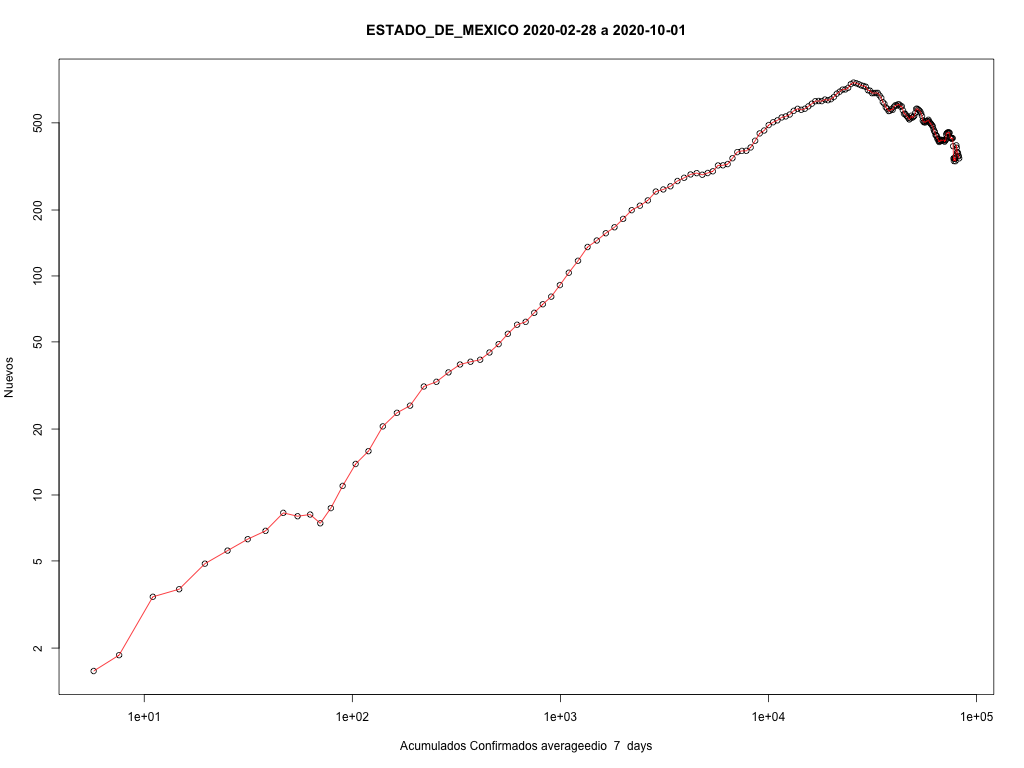 ESTADO_DE_MEXICO 2020-02-28 a 2020-10-01
Nuevos
500
200
100
50
20
10
5
2
1e+01 1e+02 1e+03 1e+04 1e+05
Acumulados Confirmados averageedio 7 days